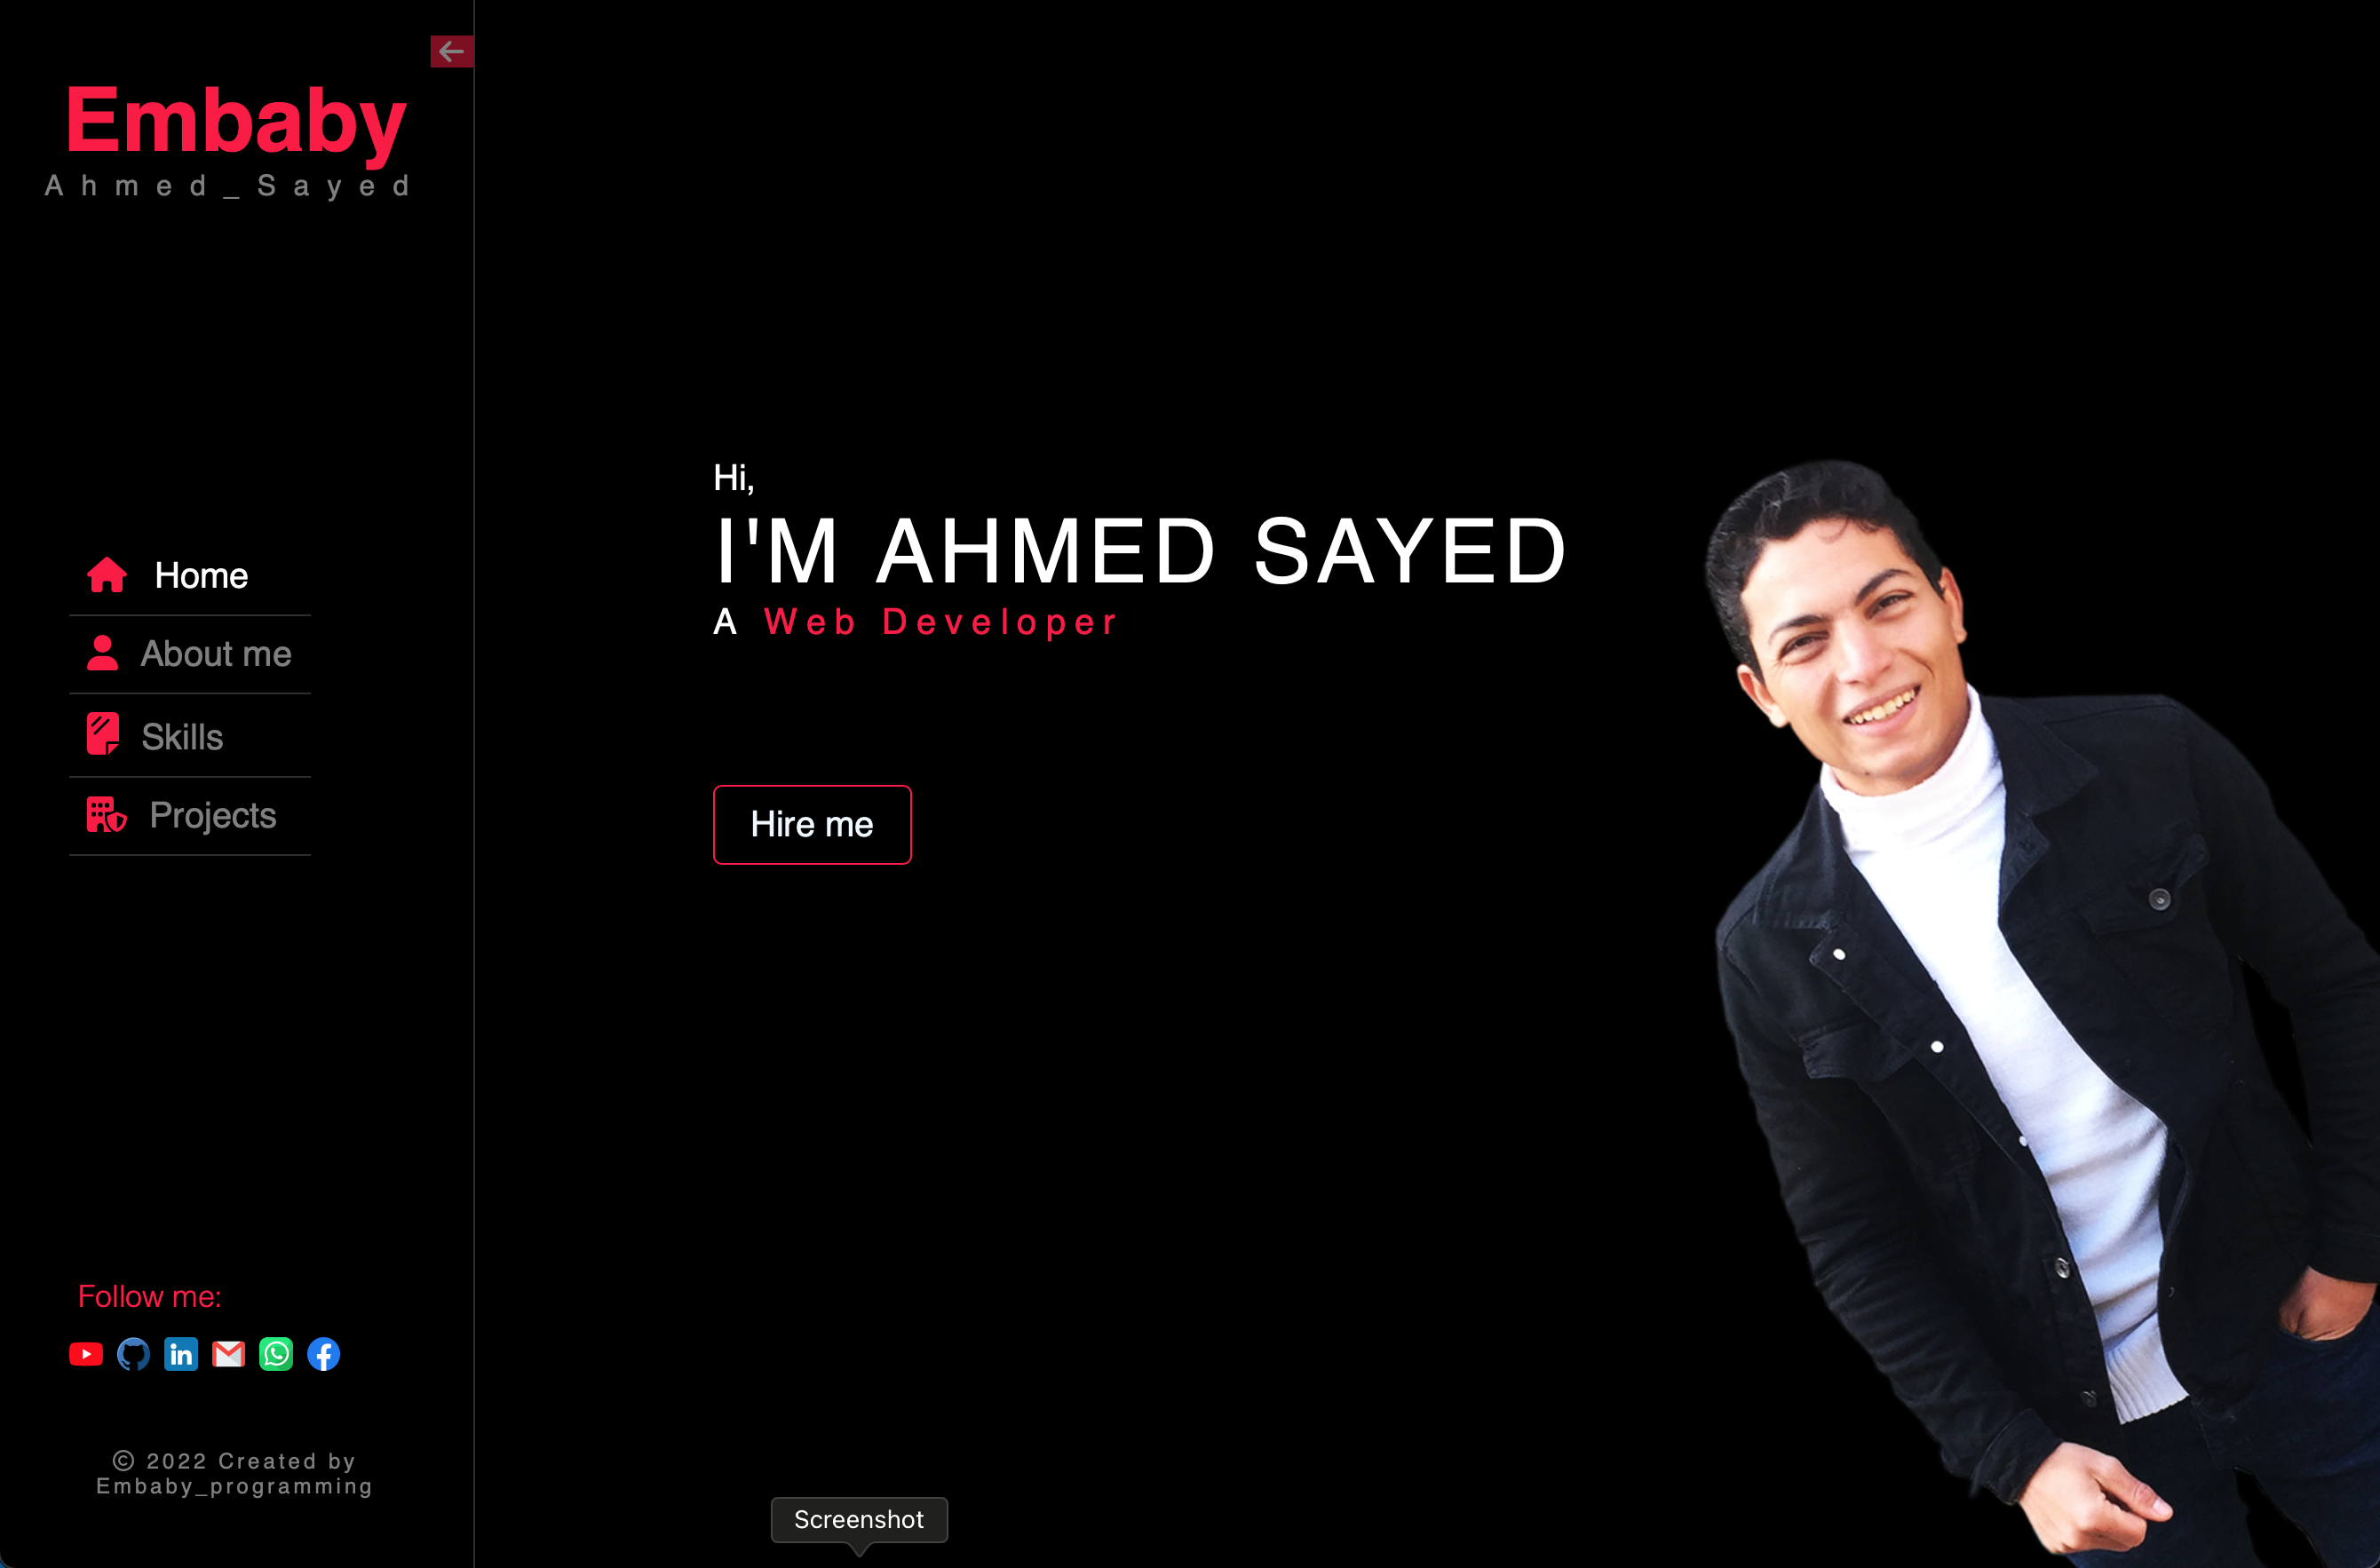 Embaby
Ahmed_Sayed
Home
About me
Skills
Projects
Follow me:
© 2022 Created by
Embaby_programming
Hi,
I'M AHMED SAYED
A Web Developer
Hire me
Screenshot